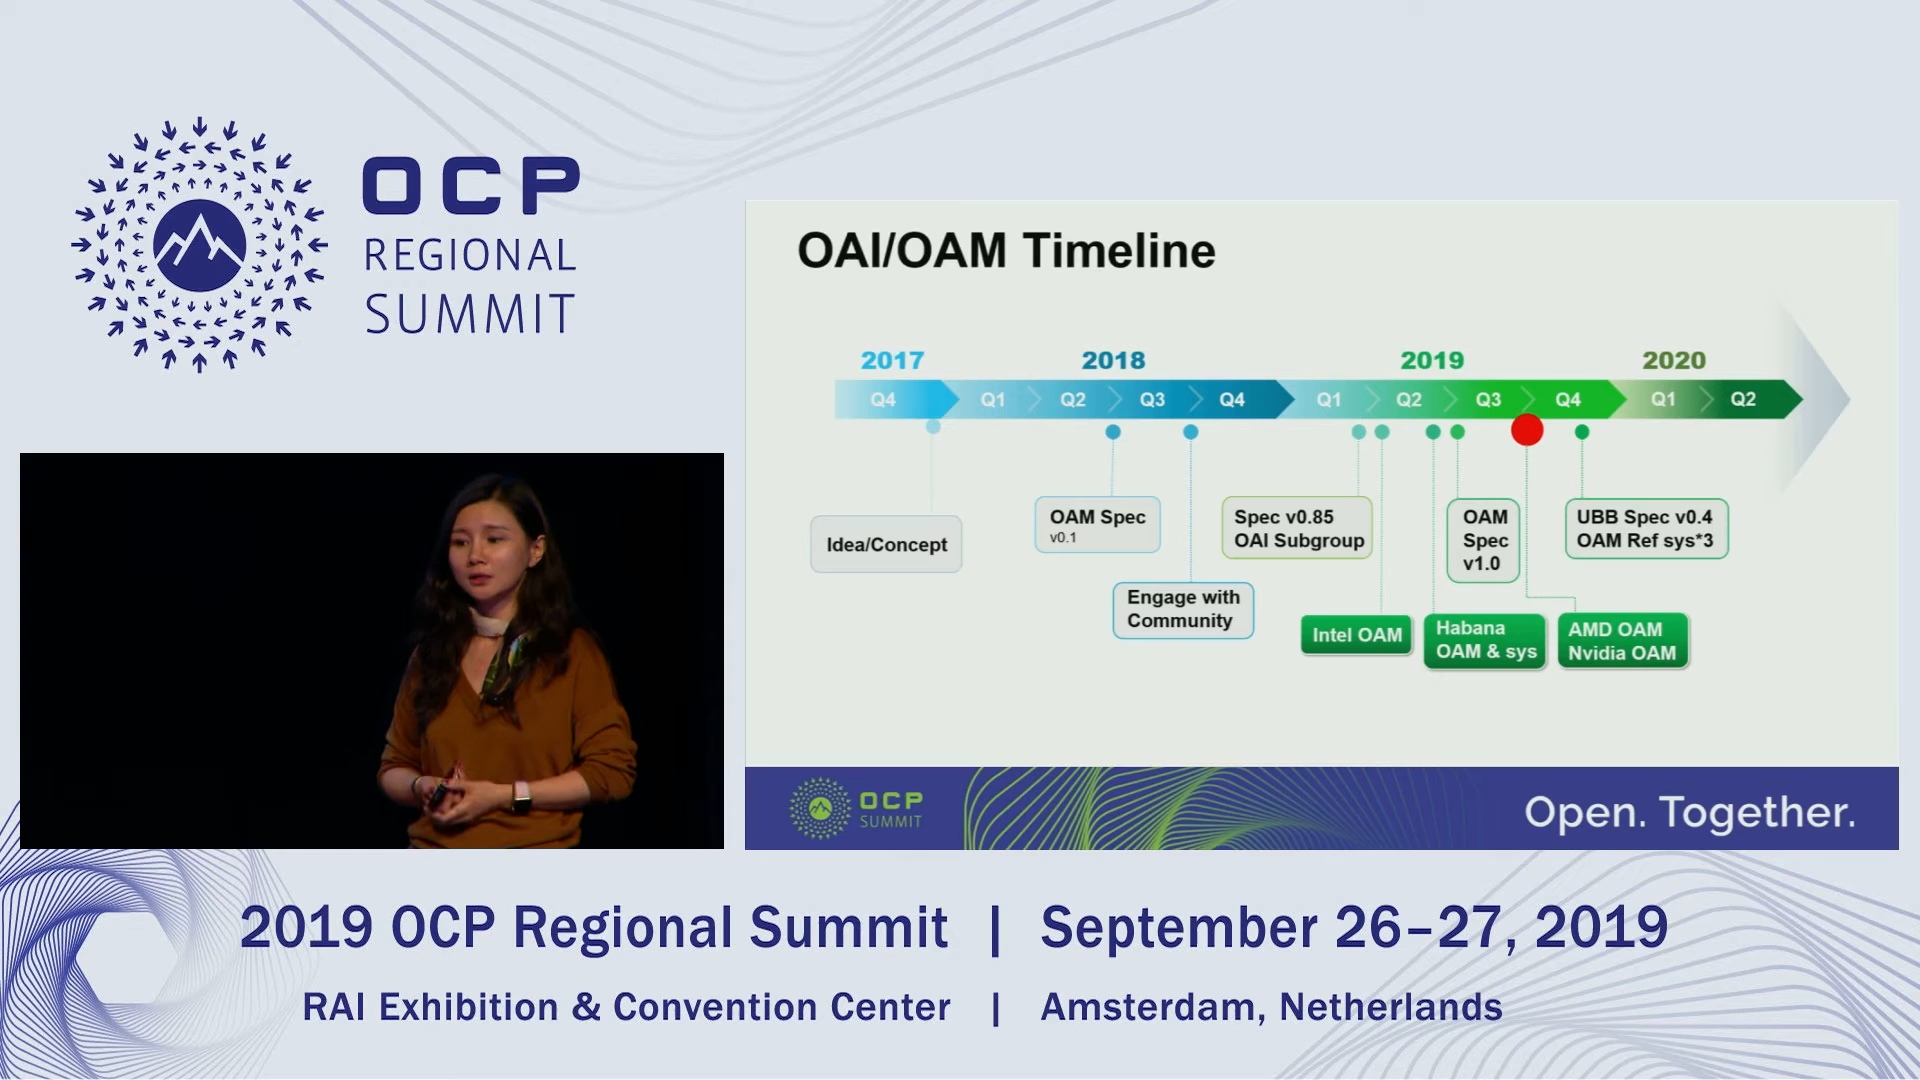 OCP
REGIONAL
SUMMIT
OAI/OAM Timeline
2017 2018 2019 2020
Q4 Q1 Q2 Q3 Q4 Q1 Q2 Q3 Q4 Q1 Q2
Idea/Concept
OAM Spec
v0.1
Engage with
Community
Spec v0.85
OAI Subgroup
Intel OAM
Habana
OAM & sys
OAM
Spec
v1.0
AMD OAM
Nvidia OAM
UBB Spec v0.4
OAM Ref sys*3
OCP
SUMMIT
Open. Together.
2019 OCP Regional Summit | September 26–27, 2019
RAI Exhibition & Convention Center | Amsterdam, Netherlands